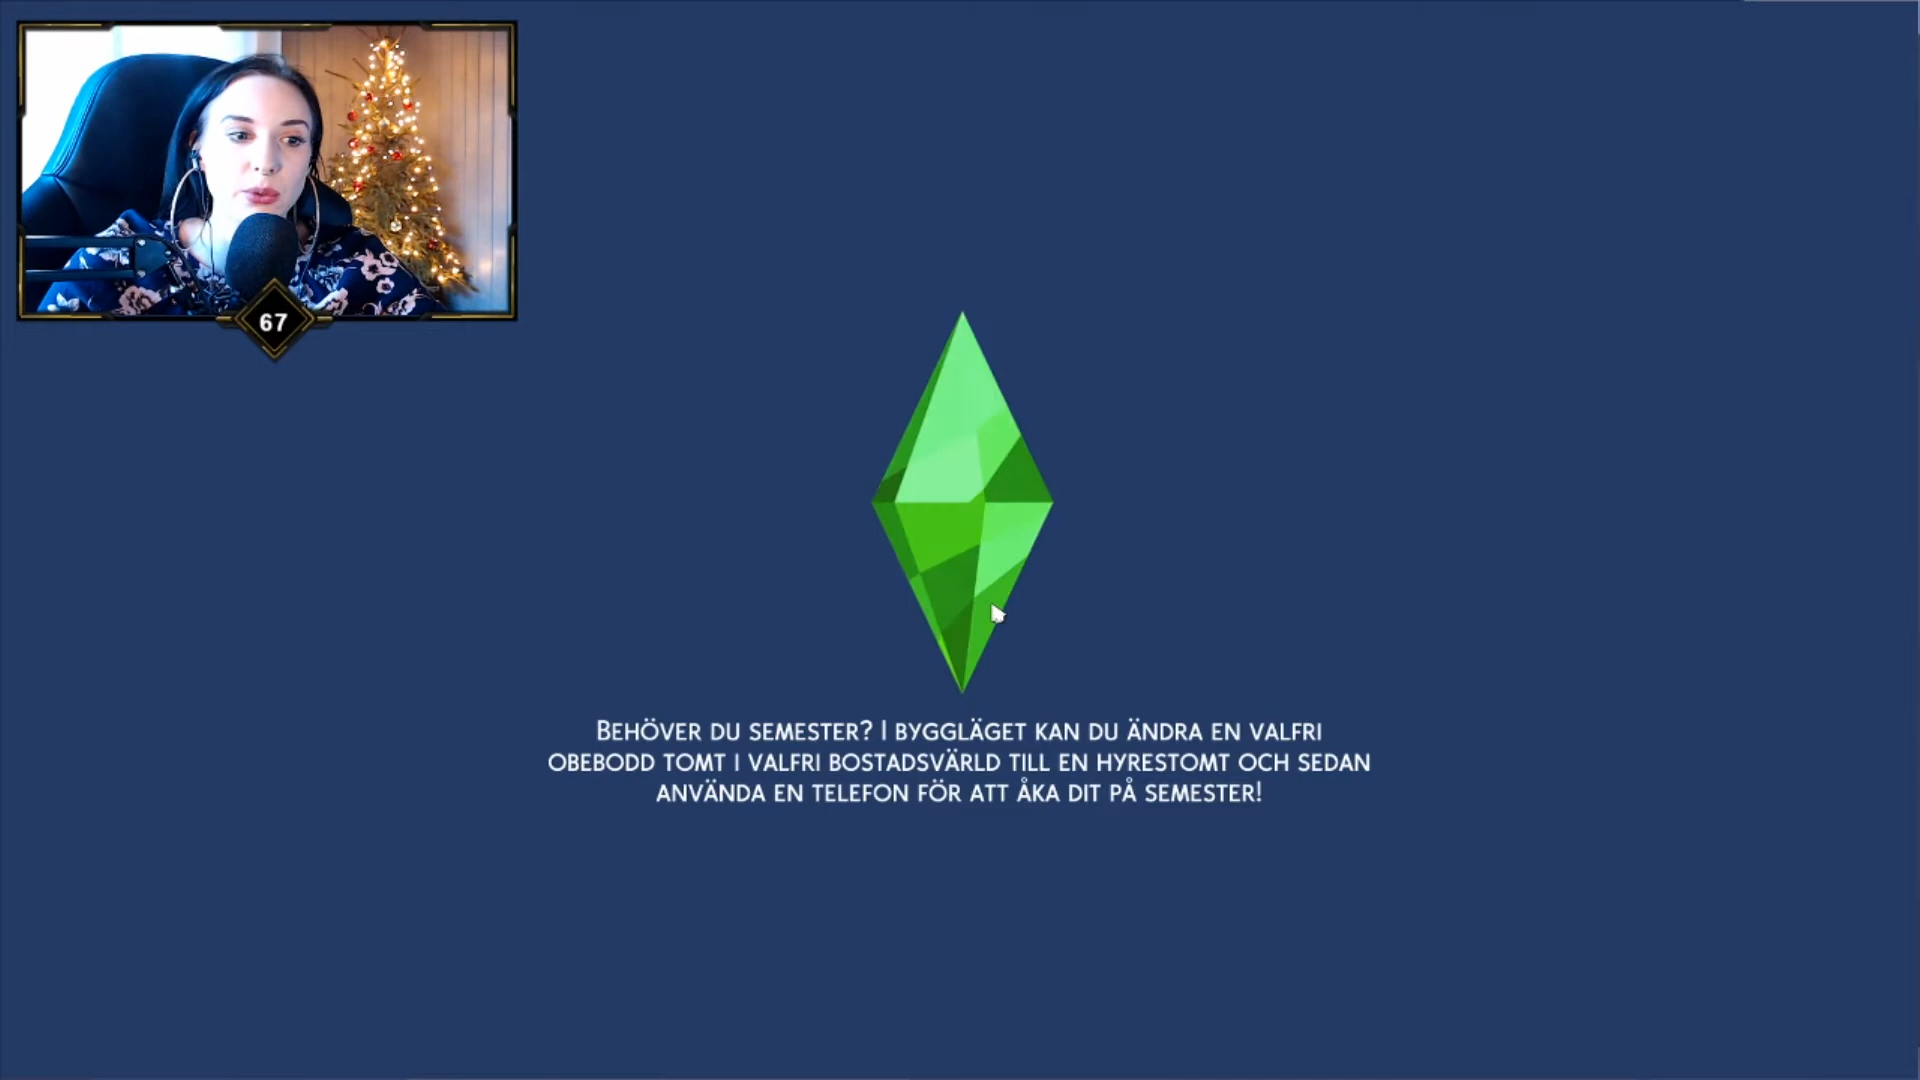 67
Behöver du semester? I byggläget kan du ändra en valfri
obebodd tomt i valfri bostadsvärld till en hyrestomt och sedan
använda en telefon för att åka dit på semester!